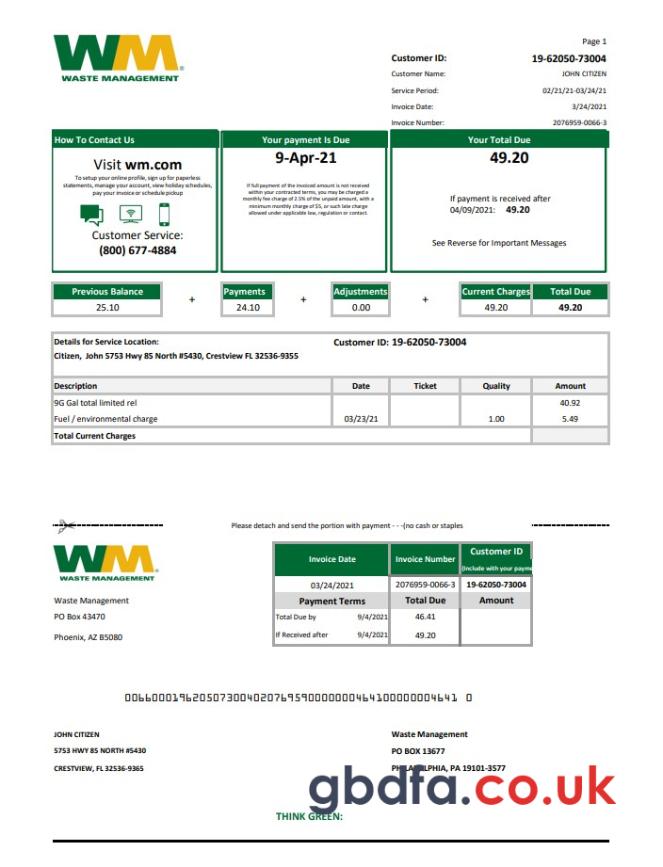 WM
WASTE MANAGEMENT
Page 1
Customer ID: 19-62050-73004
Customer Name: JOHN CITIZEN
Service Period: 02/21/21-03/24/21
Invoice Date: 3/24/2021
Invoice Number: 2076959-0066-3
How To Contact Us
Visit wm.com
To setup your online profile, sign up for paperless
statements, manage your account, view holiday schedules,
pay your invoice or schedule pickup
Customer Service:
(800) 677-4884
Your payment Is Due
9-Apr-21
If full payment of the invoiced amount is not received
within your contracted terms, you may be charged a
monthly fee charge of 2.5% of the unpaid amount, with a
minimum monthly charge of $5, or such late charge
allowed under applicable law, regulation or contact.
Your Total Due
49.20
If payment is received after
04/09/2021: 49.20
See Reverse for Important Messages
Previous Balance + Payments + Adjustments + Current Charges Total Due
25.10 24.10 0.00 49.20 49.20
Details for Service Location: Customer ID: 19-62050-73004
Citizen, John 5753 Hwy 85 North #5430, Crestview FL 32536-9355
Description Date Ticket Quality Amount
9G Gal total limited rel 40.92
Fuel / environmental charge 03/23/21 1.00 5.49
Total Current Charges
Please detach and send the portion with payment - - -(no cash or staples
WM
WASTE MANAGEMENT
Waste Management
PO Box 43470
Phoenix, AZ B5080
Invoice Date Invoice Number Customer ID
(Include with your payme
03/24/2021 2076959-0066-3 19-62050-73004
Payment Terms Total Due Amount
Total Due by 9/4/2021 46.41
If Received after 9/4/2021 49.20
JOHN CITIZEN
5753 HWY 85 NORTH #5430
CRESTVIEW, FL 32536-9365
Waste Management
PO BOX 13677
PHILADELPHIA, PA 19101-3577
gbdfa.co.uk
THINK GREEN: